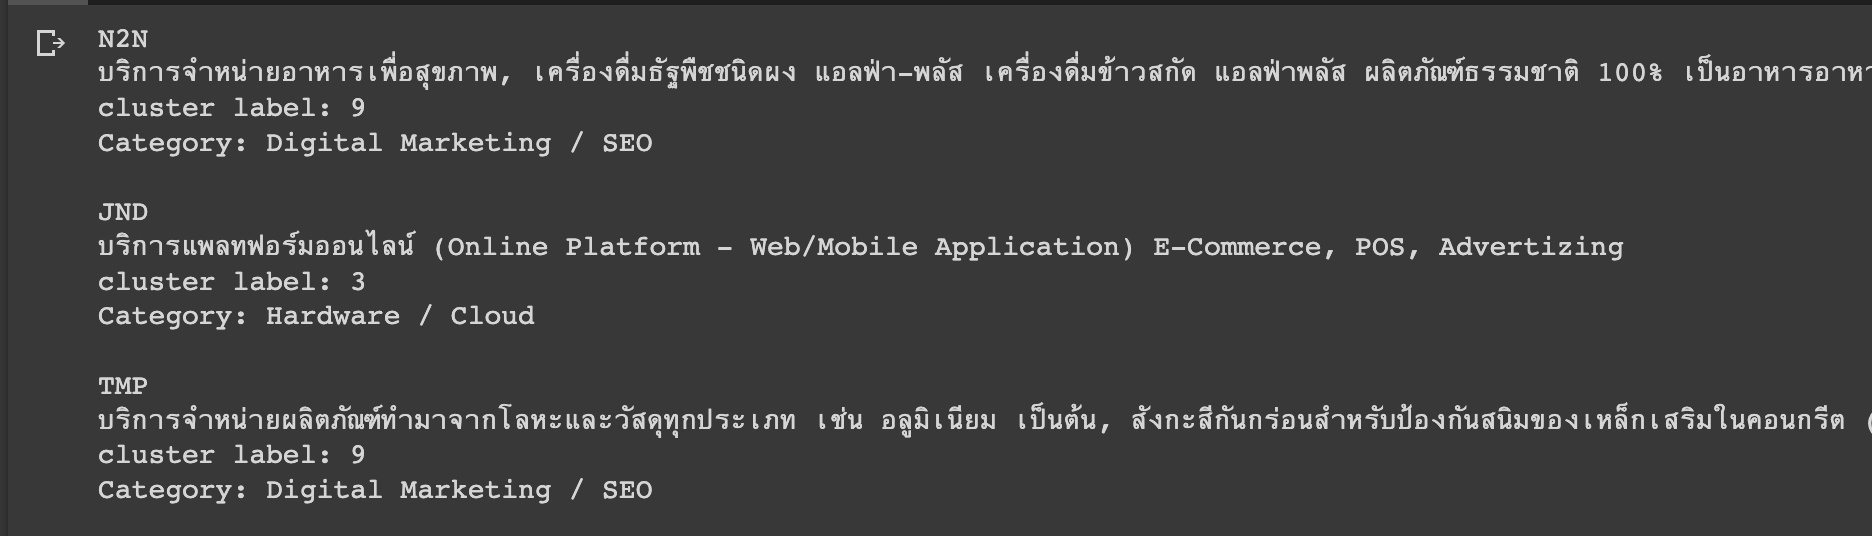 N2N
บริการจำหน่ายอาหารเพื่อสุขภาพ, เครื่องดื่มธัฐพืชชนิดผง แอลฟ่า-พลัส เครื่องดื่มข้าวสกัด แอลฟ่าพลัส ผลิตภัณฑ์ธรรมชาติ 100% เป็นอาหารอาหา
cluster label: 9
Category: Digital Marketing / SEO
JND
บริการแพลทฟอร์มออนไลน์ (Online Platform - Web/Mobile Application) E-Commerce, POS, Advertizing
cluster label: 3
Category: Hardware / Cloud
TMP
บริการจำหน่ายผลิตภัณฑ์ทำมาจากโลหะและวัสดุทุกประเภท เช่น อลูมิเนียม เป็นต้น, สังกะสีกันกร่อนสำหรับป้องกันสนิมของเหล็กเสริมในคอนกรีต (
cluster label: 9
Category: Digital Marketing / SEO